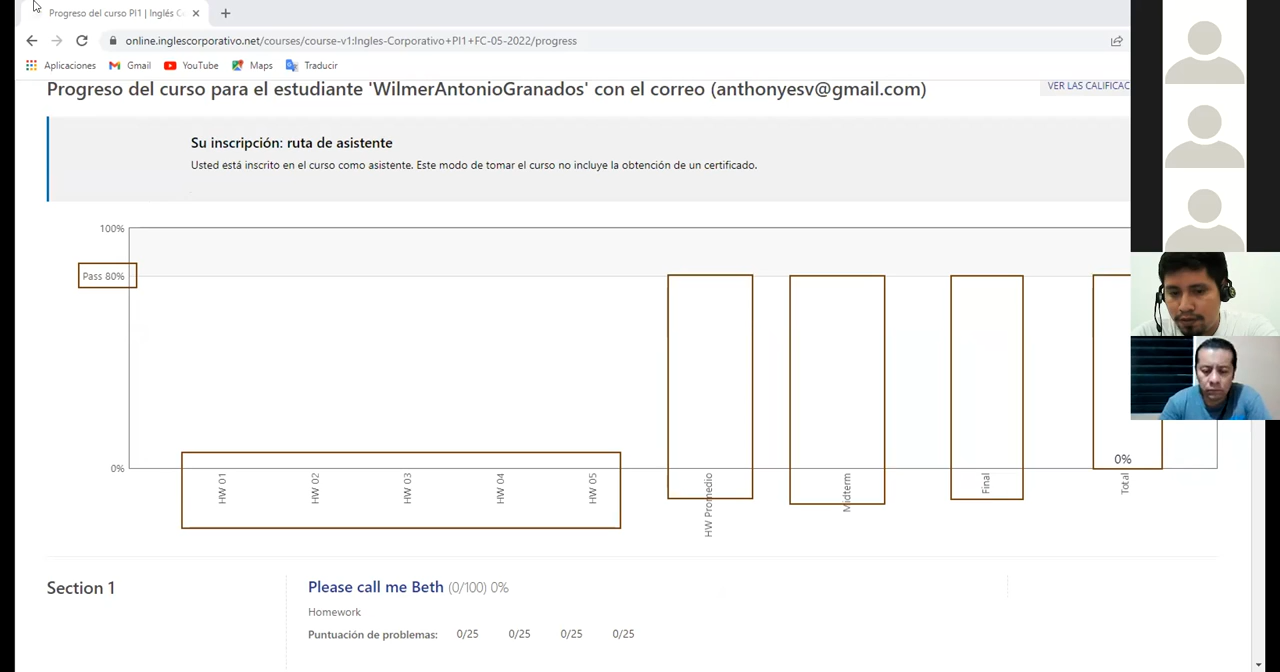 Progreso del curso PI1 | Inglés C
online.inglescorporativo.net/courses/course-v1:Ingles-Corporativo+PI1+FC-05-2022/progress
Aplicaciones Gmail YouTube Maps Traducir
Progreso del curso para el estudiante 'WilmerAntonioGranados' con el correo (anthonyesv@gmail.com)
VER LAS CALIFICAC
Su inscripción: ruta de asistente
Usted está inscrito en el curso como asistente. Este modo de tomar el curso no incluye la obtención de un certificado.
100%
Pass 80%
0%
0%
HW 01
HW 02
HW 03
HW 04
HW 05
HW Promedio
Midterm
Final
Total
Section 1
Please call me Beth (0/100) 0%
Homework
Puntuación de problemas: 0/25 0/25 0/25 0/25